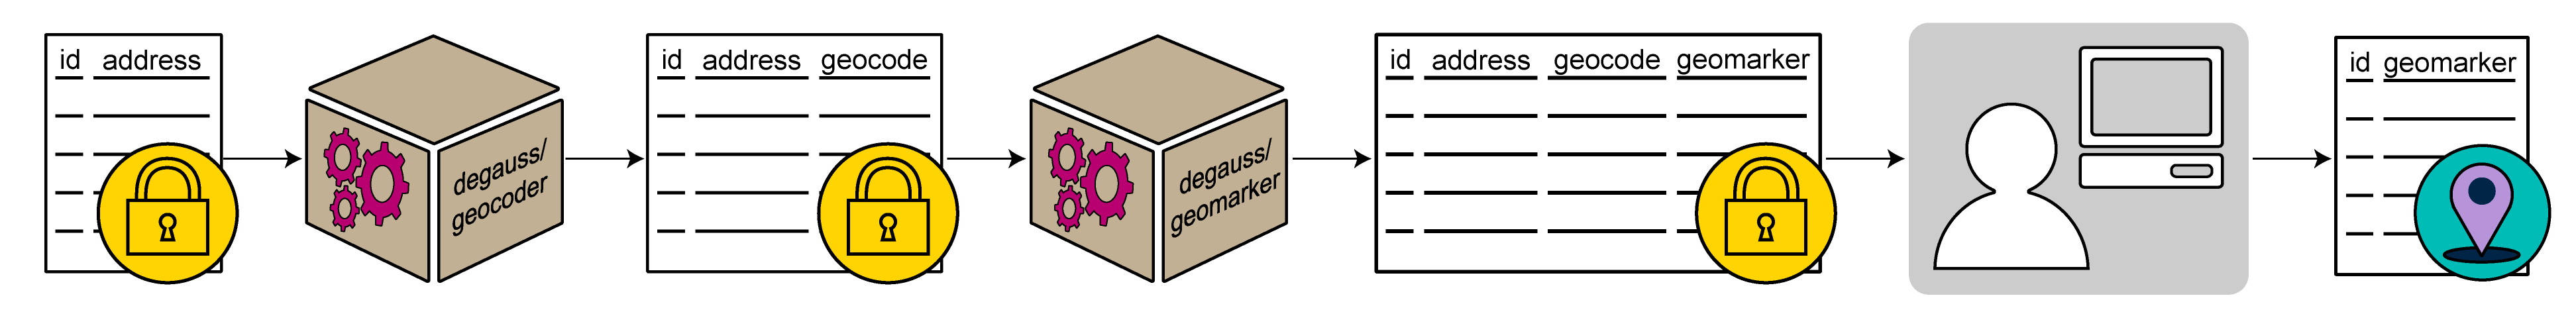 id address
degauss/
geocoder
id address geocode
degauss/
geomarker
id address geocode geomarker
id geomarker